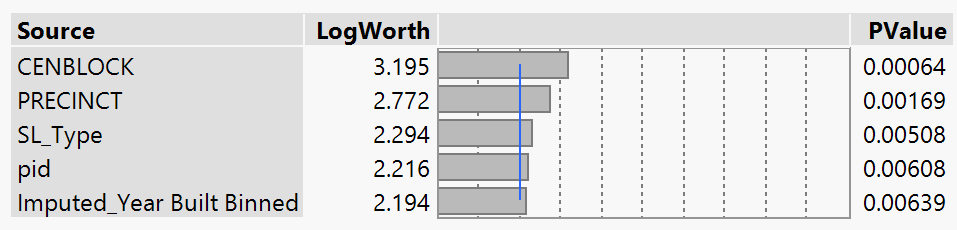 Source LogWorth PValue
CENBLOCK 3.195 0.00064
PRECINCT 2.772 0.00169
SL_Type 2.294 0.00508
pid 2.216 0.00608
Imputed_Year Built Binned 2.194 0.00639